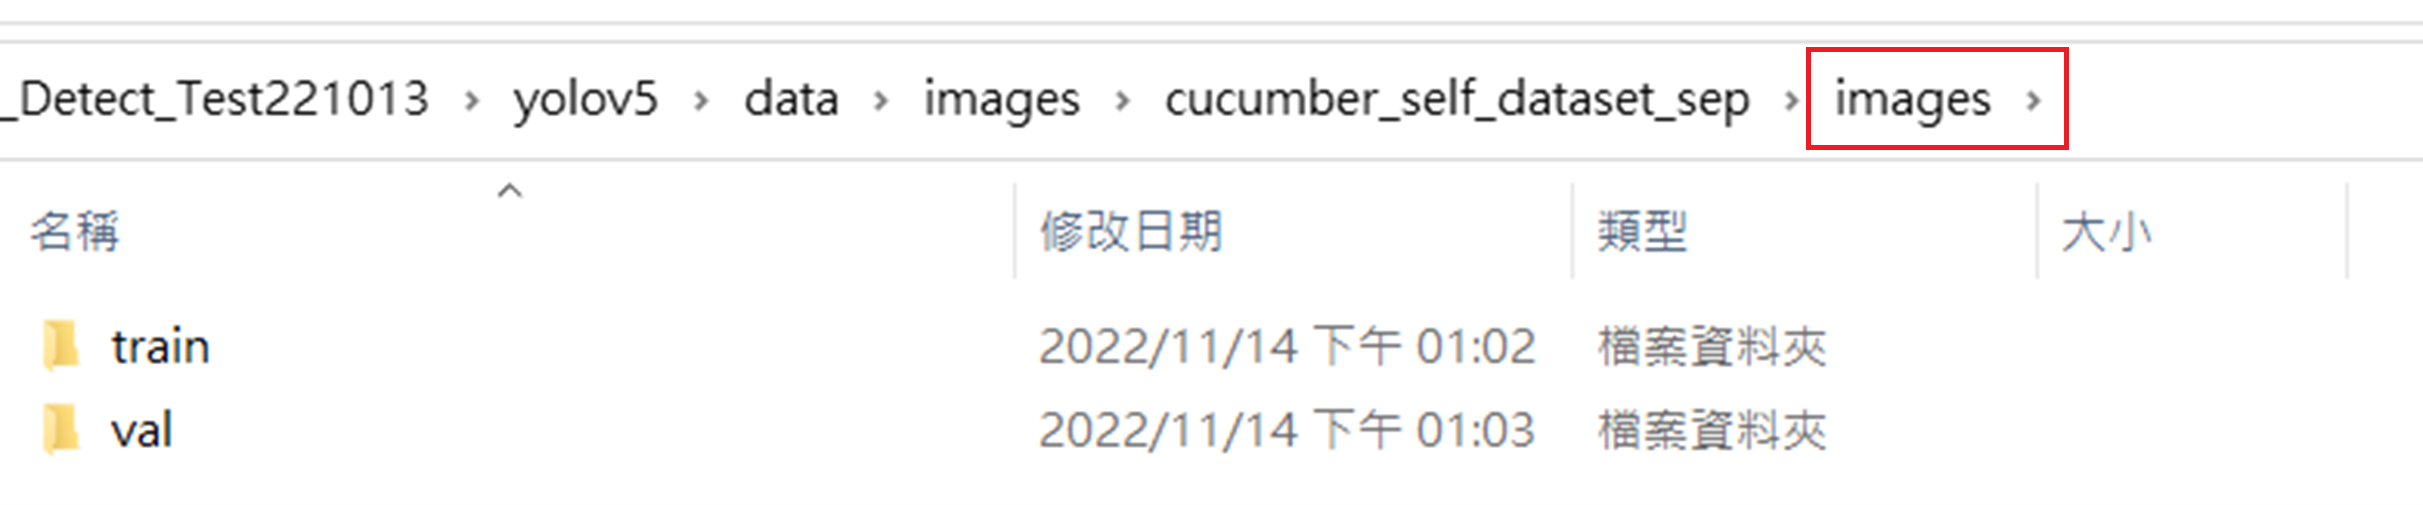 _Detect_Test221013 › yolov5 › data › images › cucumber_self_dataset_sep › images ›
名稱 修改日期 類型 大小
train 2022/11/14 下午 01:02 檔案資料夾
val 2022/11/14 下午 01:03 檔案資料夾